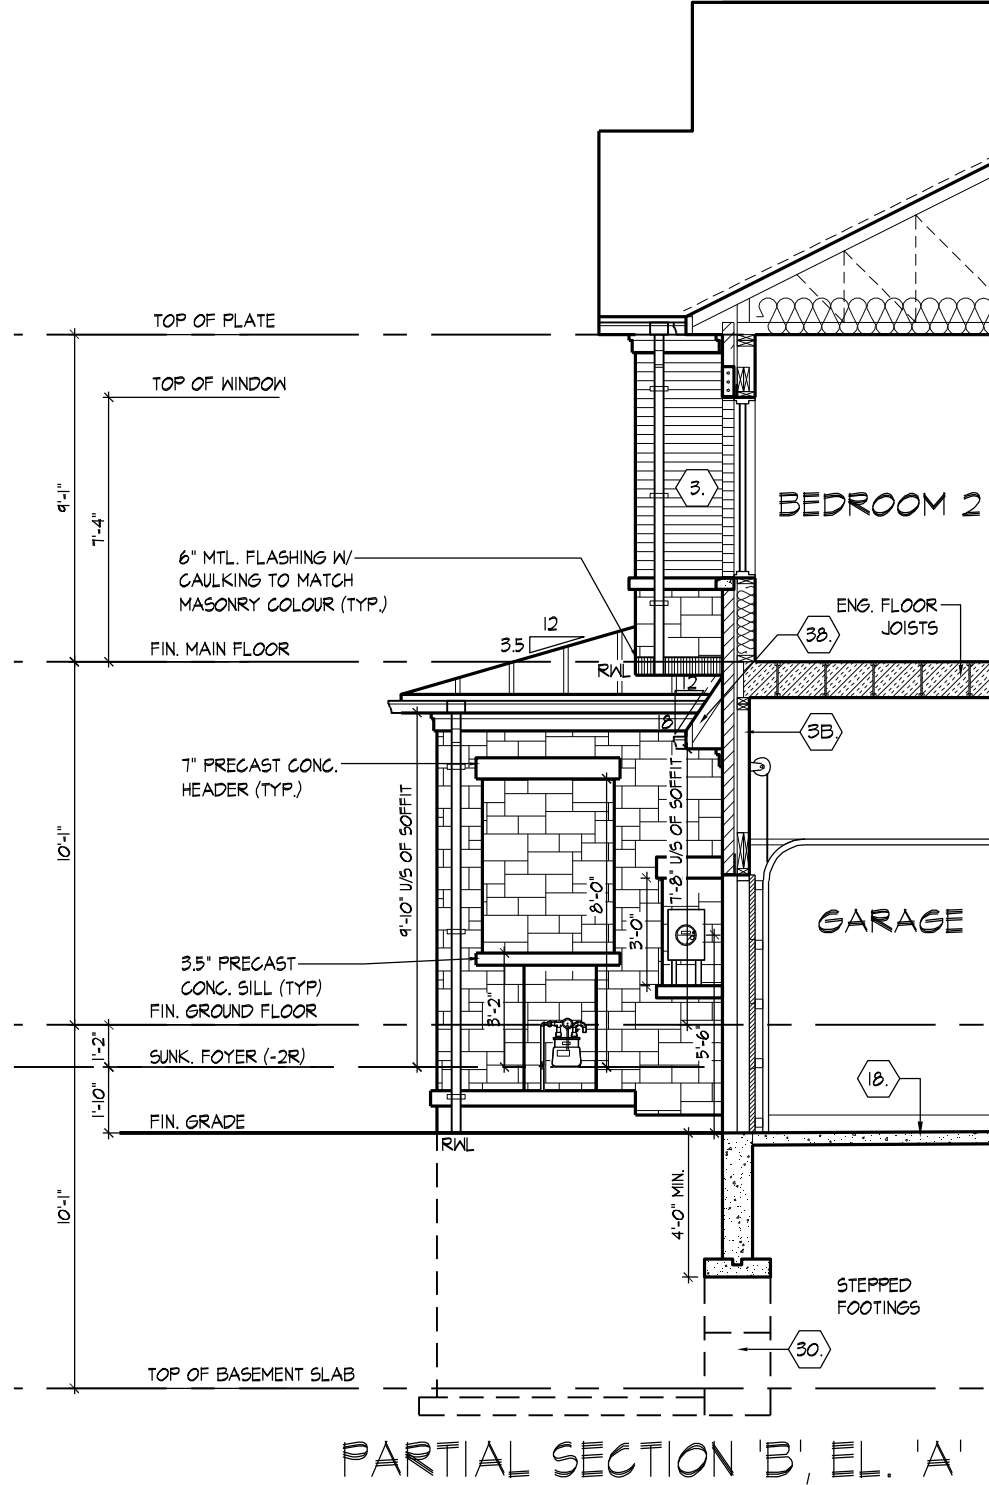 TOP OF PLATE
TOP OF WINDOW
9'-1"
7'-4"
3.
BEDROOM 2
6" MTL. FLASHING W/
CAULKING TO MATCH
MASONRY COLOUR (TYP.)
ENG. FLOOR
JOISTS
12
3.5
38.
FIN. MAIN FLOOR
RWL
12
8
3B.
7" PRECAST CONC.
HEADER (TYP.)
10'-1"
9'-10" U/S OF SOFFIT
7'-8" U/S OF SOFFIT
8'-0"
3'-0"
GARAGE
3.5" PRECAST
CONC. SILL (TYP)
FIN. GROUND FLOOR
3'-2"
1'-2"
5'-6"
SUNK. FOYER (-2R)
18.
1'-10"
FIN. GRADE
RWL
10'-1"
4'-0" MIN.
STEPPED
FOOTINGS
30.
TOP OF BASEMENT SLAB
PARTIAL SECTION 'B', EL. 'A'